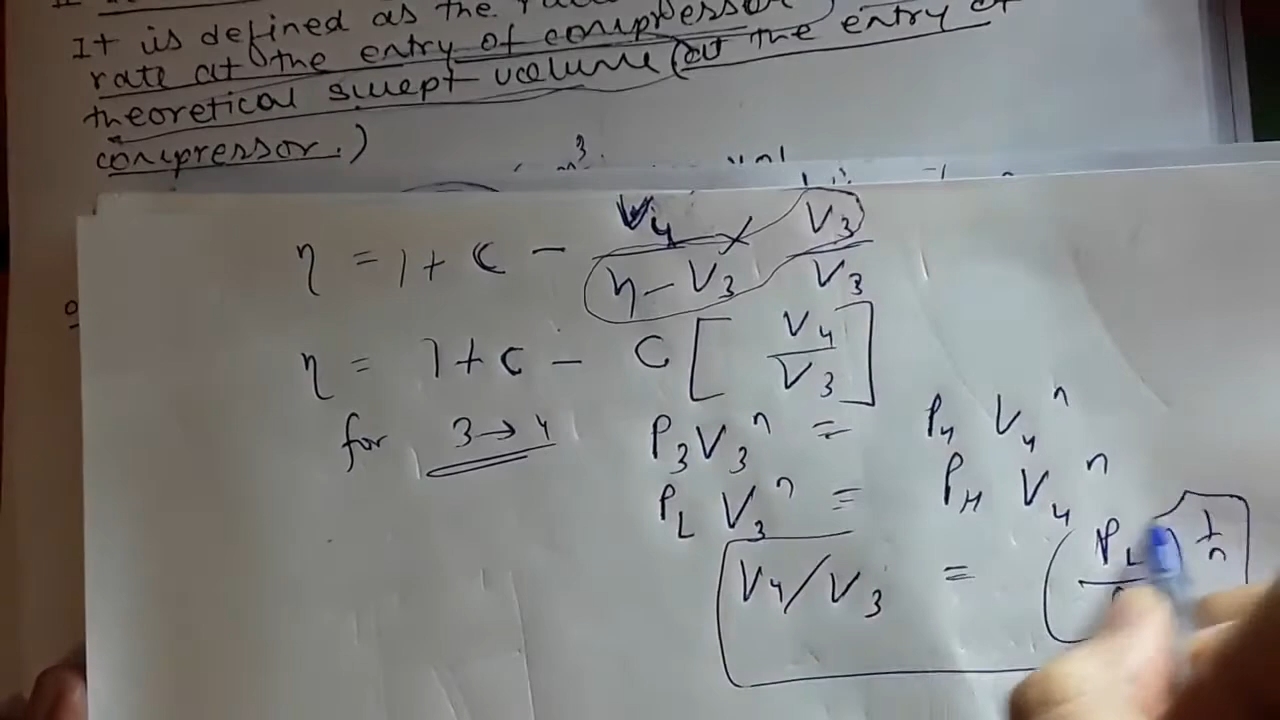 It is defined as the
rate at the entry of compressor
theoretical swept volume (at the entry of
compressor.)
m³
η = 1 + c - V4 / (η - V3) × V3 / V3
η = 1 + c - C [ V4 / V3 ]
for 3→4 P3 V3^n = P4 V4^n
PL V3^n = PH V4^n
V4/V3 = (PL / )^1/n